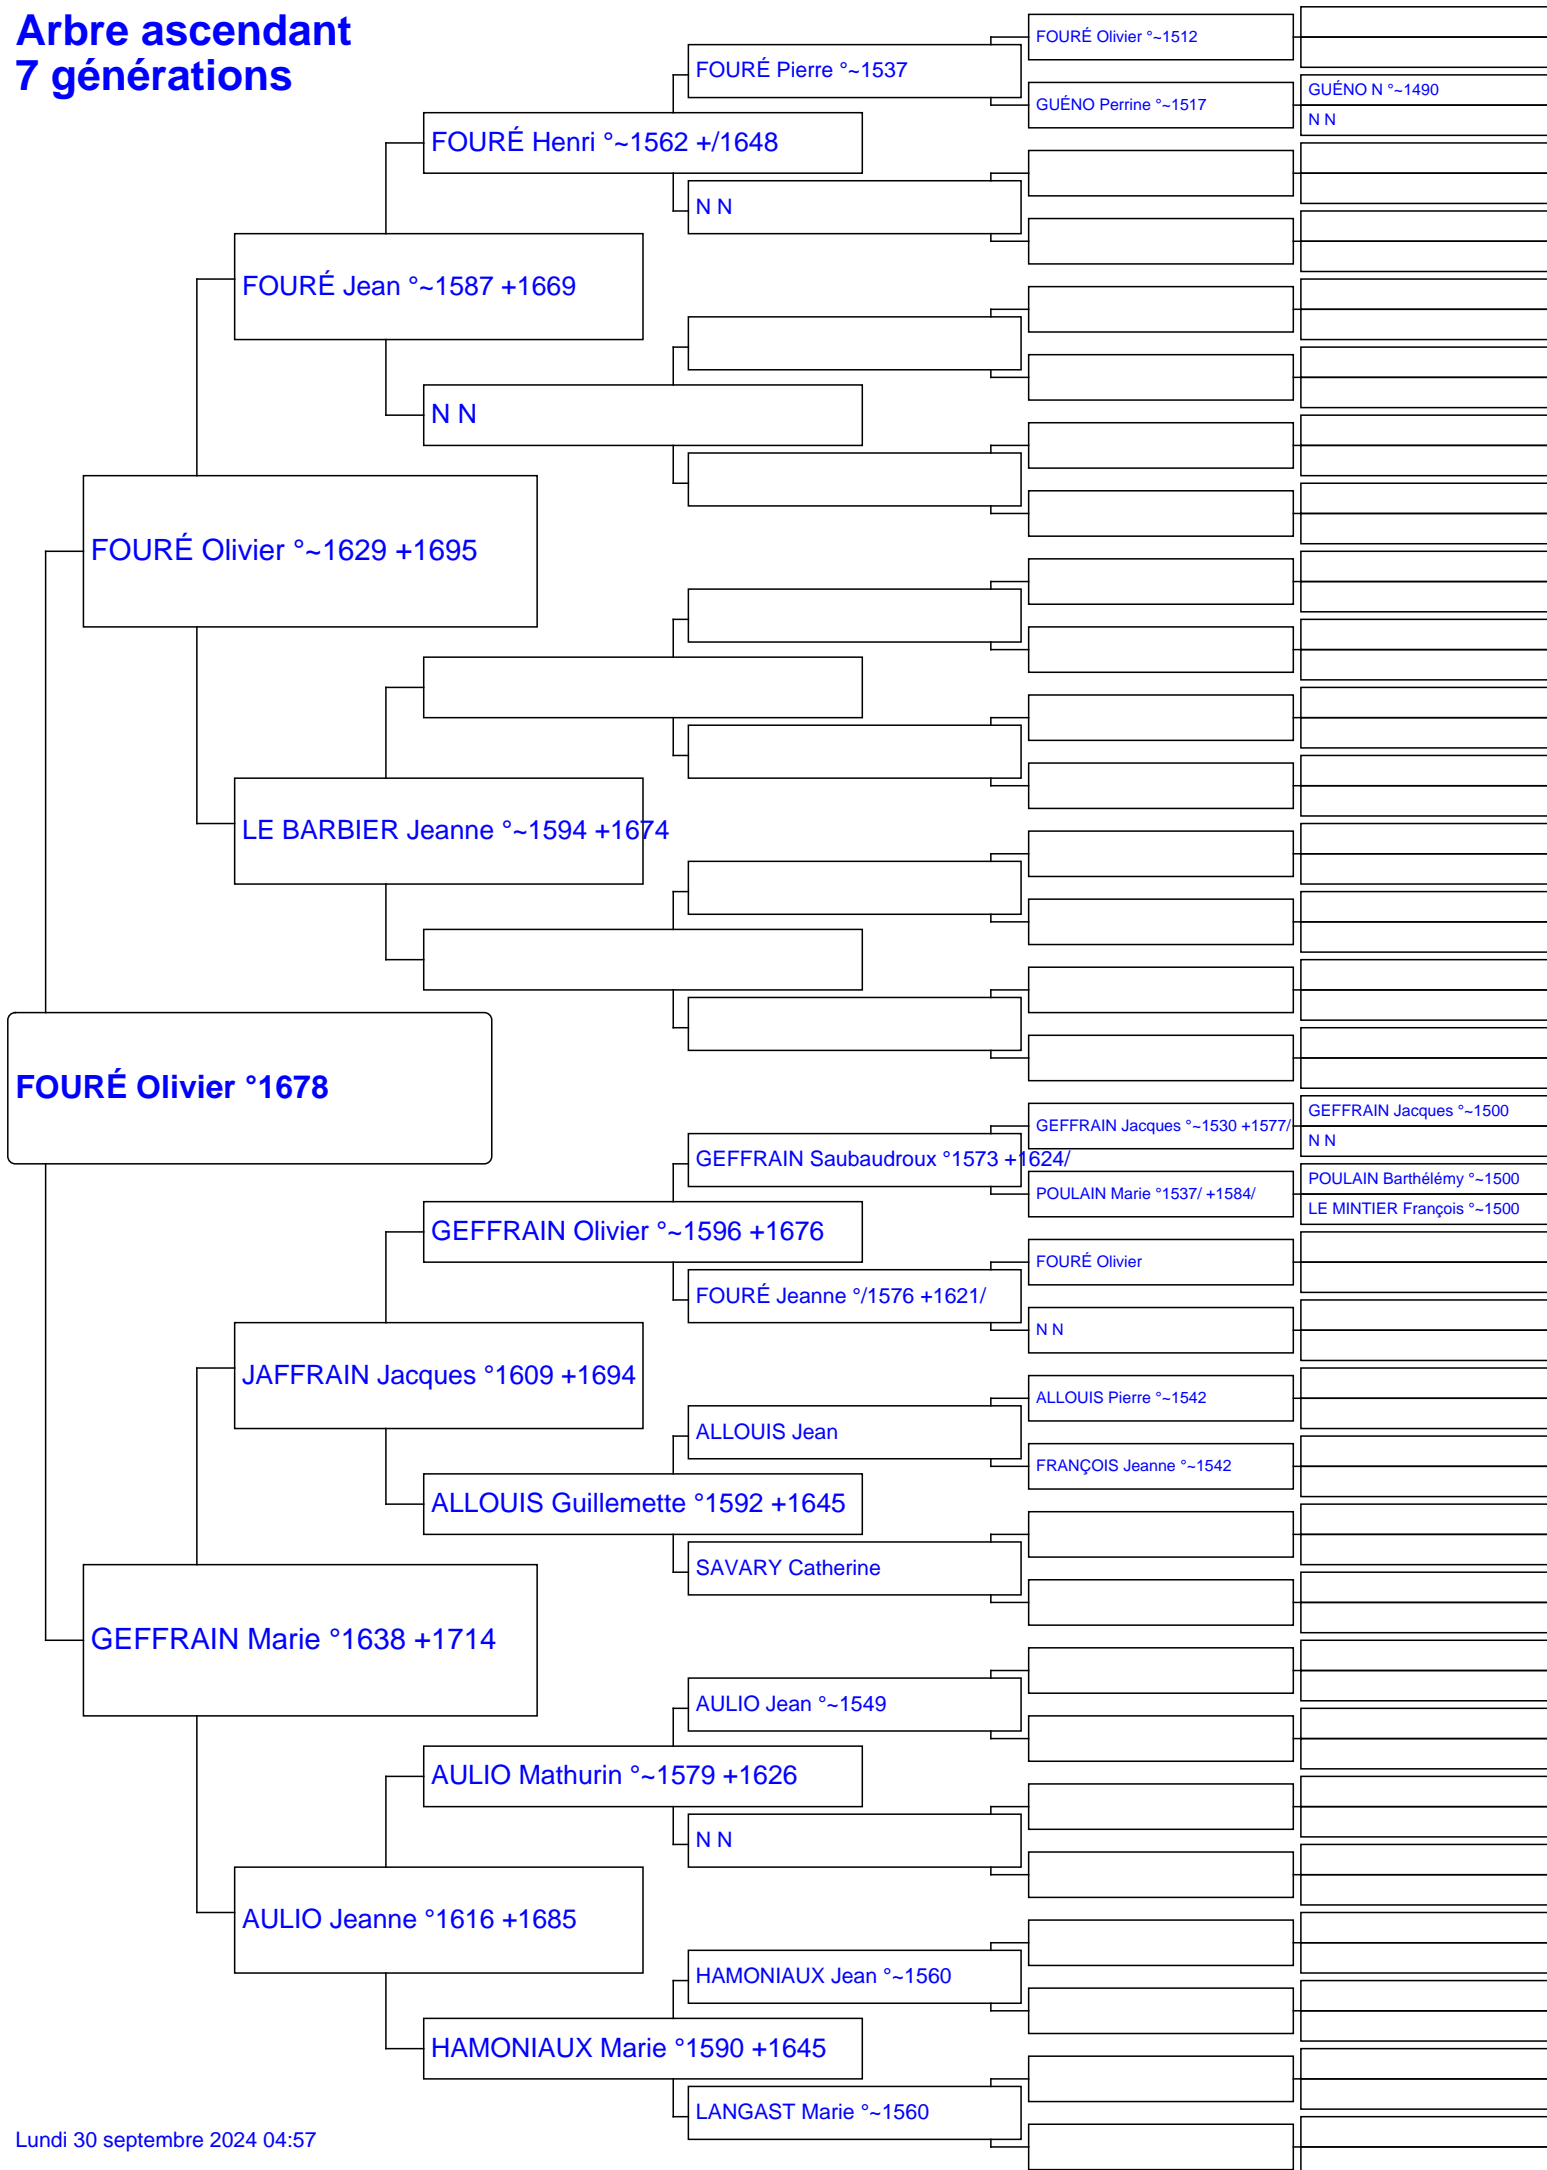 Arbre ascendant
7 générations
FOURÉ Olivier °~1512
FOURÉ Pierre °~1537
GUÉNO N °~1490
GUÉNO Perrine °~1517
N N
FOURÉ Henri °~1562 +/1648
N N
FOURÉ Jean °~1587 +1669
N N
FOURÉ Olivier °~1629 +1695
LE BARBIER Jeanne °~1594 +1674
FOURÉ Olivier °1678
GEFFRAIN Jacques °~1500
GEFFRAIN Jacques °~1530 +1577/
N N
GEFFRAIN Saubaudroux °1573 +1624/
POULAIN Barthélémy °~1500
POULAIN Marie °1537/ +1584/
LE MINTIER François °~1500
GEFFRAIN Olivier °~1596 +1676
FOURÉ Olivier
FOURÉ Jeanne °/1576 +1621/
N N
JAFFRAIN Jacques °1609 +1694
ALLOUIS Pierre °~1542
ALLOUIS Jean
FRANÇOIS Jeanne °~1542
ALLOUIS Guillemette °1592 +1645
SAVARY Catherine
GEFFRAIN Marie °1638 +1714
AULIO Jean °~1549
AULIO Mathurin °~1579 +1626
N N
AULIO Jeanne °1616 +1685
HAMONIAUX Jean °~1560
HAMONIAUX Marie °1590 +1645
LANGAST Marie °~1560
Lundi 30 septembre 2024 04:57